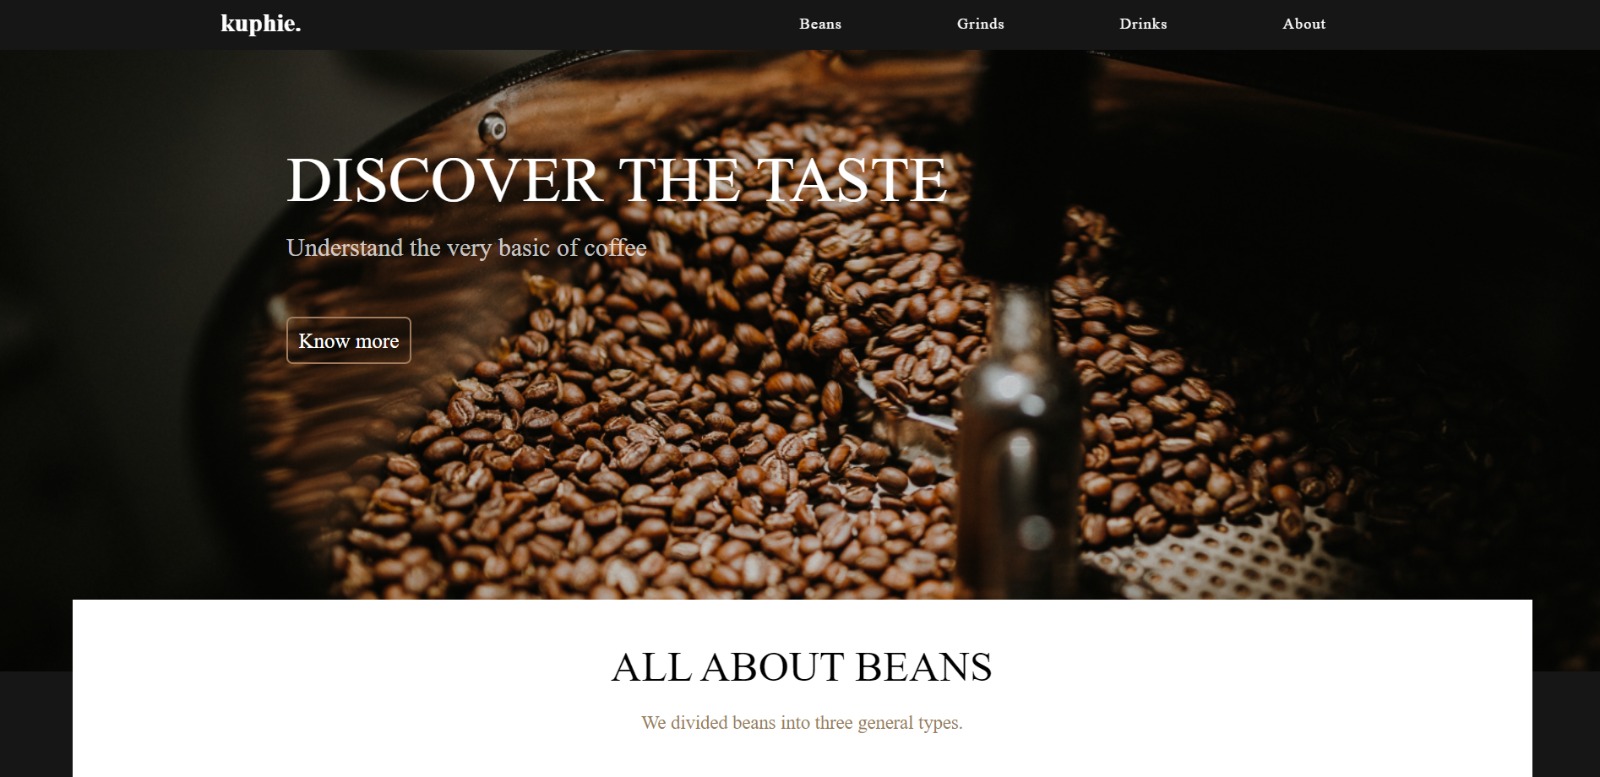 kuphie.
Beans Grinds Drinks About
DISCOVER THE TASTE
Understand the very basic of coffee
Know more
ALL ABOUT BEANS
We divided beans into three general types.